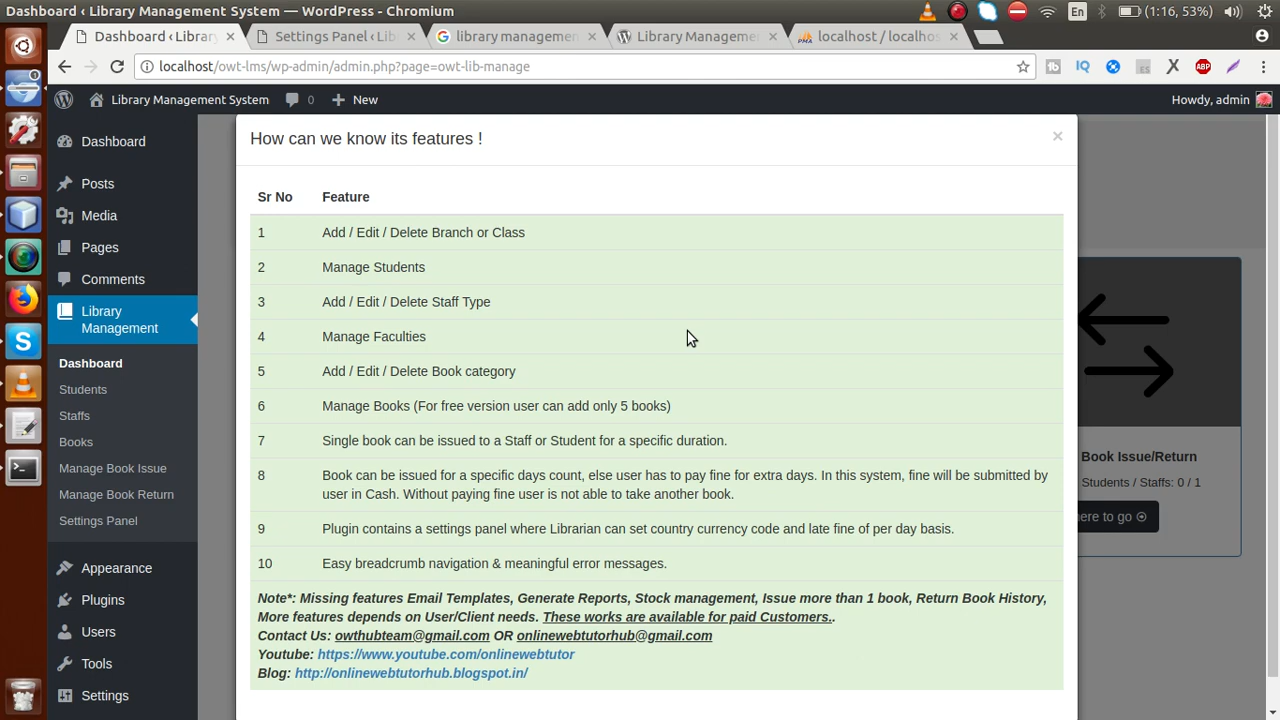 Dashboard ‹ Library Management System — WordPress - Chromium
En
(1:16, 53%)
Dashboard ‹ Library
Settings Panel ‹ Lib
library managemen
Library Manageme
localhost / localhos
localhost/owt-lms/wp-admin/admin.php?page=owt-lib-manage
Library Management System
0
New
Howdy, admin
Dashboard
Posts
Media
Pages
Comments
Library
Management
Dashboard
Students
Staffs
Books
Manage Book Issue
Manage Book Return
Settings Panel
Appearance
Plugins
Users
Tools
Settings
How can we know its features !
×
Sr No Feature
1 Add / Edit / Delete Branch or Class
2 Manage Students
3 Add / Edit / Delete Staff Type
4 Manage Faculties
5 Add / Edit / Delete Book category
6 Manage Books (For free version user can add only 5 books)
7 Single book can be issued to a Staff or Student for a specific duration.
8 Book can be issued for a specific days count, else user has to pay fine for extra days. In this system, fine will be submitted by
user in Cash. Without paying fine user is not able to take another book.
9 Plugin contains a settings panel where Librarian can set country currency code and late fine of per day basis.
10 Easy breadcrumb navigation & meaningful error messages.
Note*: Missing features Email Templates, Generate Reports, Stock management, Issue more than 1 book, Return Book History,
More features depends on User/Client needs. These works are available for paid Customers..
Contact Us: owthubteam@gmail.com OR onlinewebtutorhub@gmail.com
Youtube: https://www.youtube.com/onlinewebtutor
Blog: http://onlinewebtutorhub.blogspot.in/
Book Issue/Return
Students / Staffs: 0 / 1
here to go